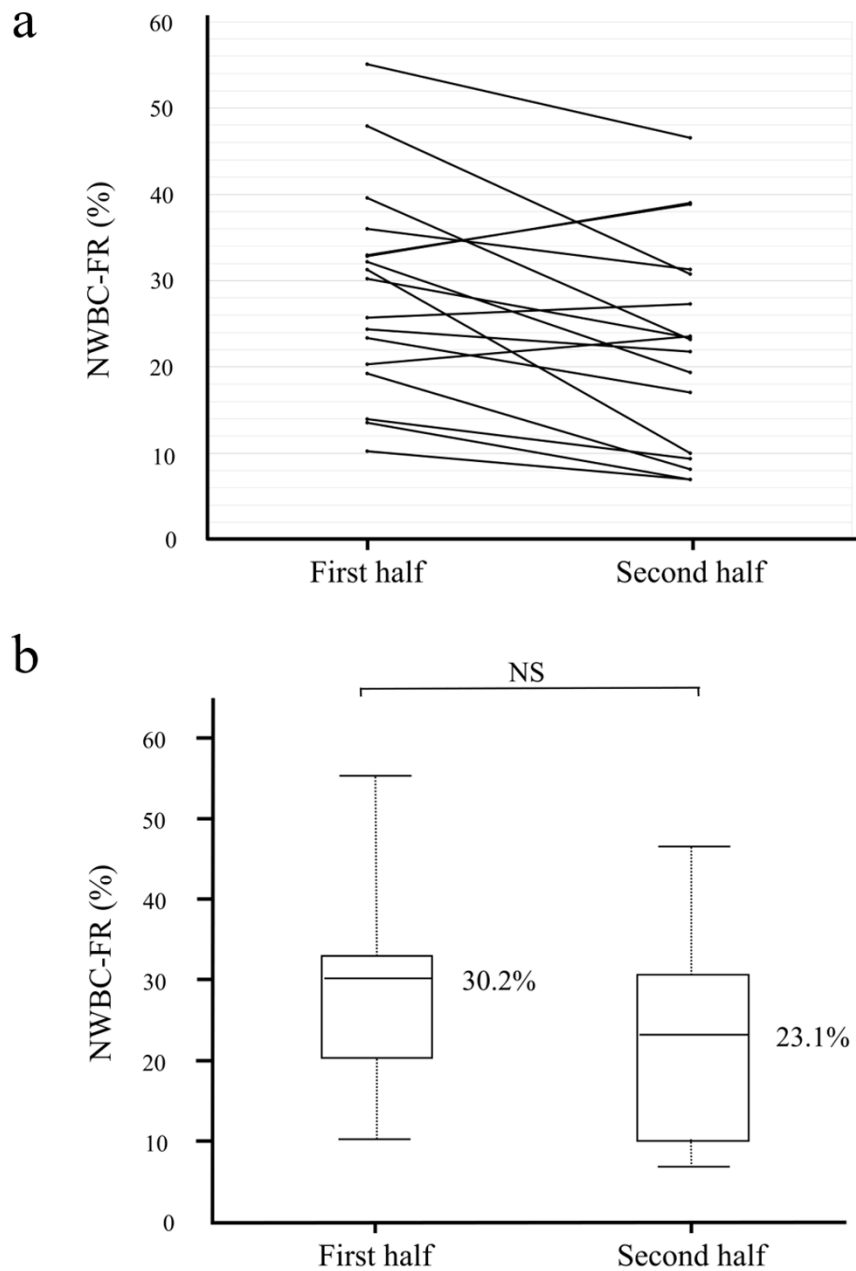 a
NWBC-FR (%)
60
50
40
30
20
10
0
First half
Second half
b
NS
NWBC-FR (%)
60
50
40
30
20
10
0
30.2%
23.1%
First half
Second half